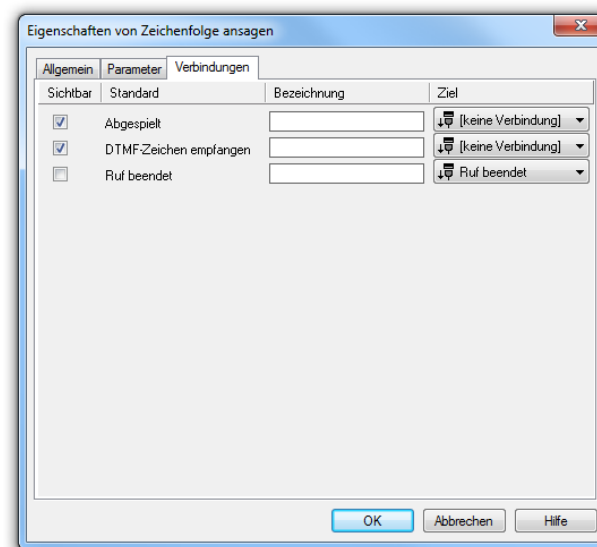 Eigenschaften von Zeichenfolge ansagen
Allgemein Parameter Verbindungen
Sichtbar Standard Bezeichnung Ziel
Abgespielt [keine Verbindung]
DTMF-Zeichen empfangen [keine Verbindung]
Ruf beendet Ruf beendet
OK Abbrechen Hilfe